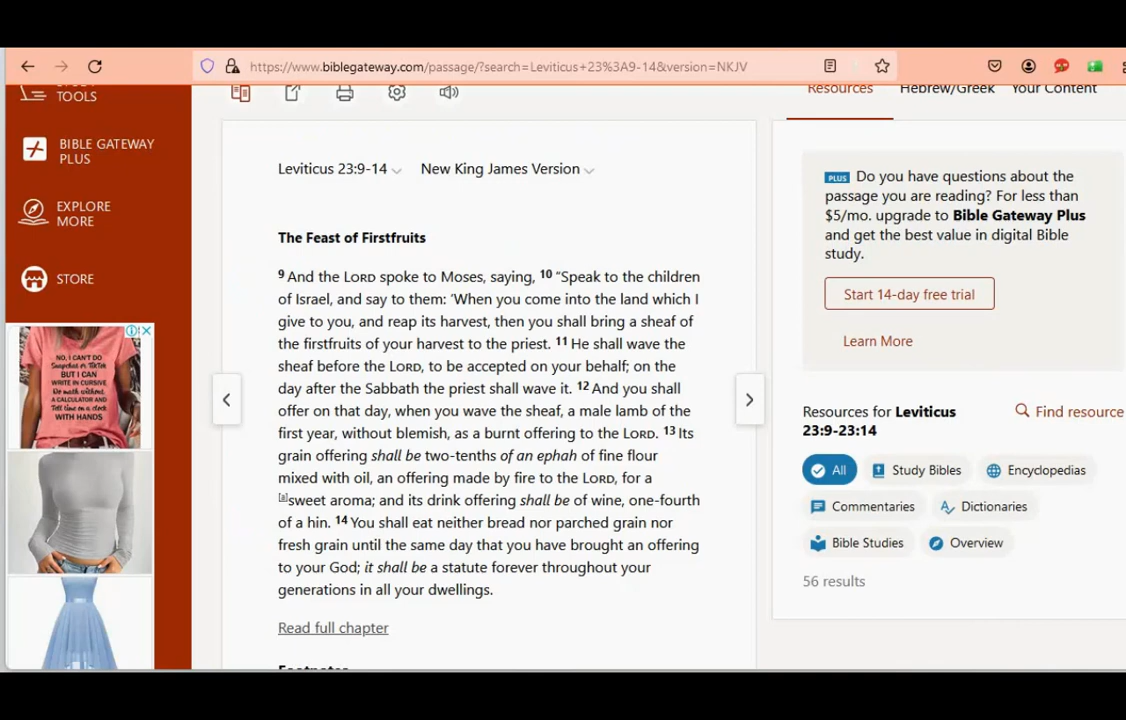 https://www.biblegateway.com/passage/?search=Leviticus+23%3A9-14&version=NKJV
TOOLS
BIBLE GATEWAY
PLUS
EXPLORE
MORE
STORE
NO, I CAN'T DO
Snapchat or TikTok
BUT I CAN
WRITE IN CURSIVE
Do math without
A CALCULATOR AND
Tell time on a clock
WITH HANDS
Leviticus 23:9-14
New King James Version
The Feast of Firstfruits
9 And the LORD spoke to Moses, saying, 10 "Speak to the children
of Israel, and say to them: 'When you come into the land which I
give to you, and reap its harvest, then you shall bring a sheaf of
the firstfruits of your harvest to the priest. 11 He shall wave the
sheaf before the LORD, to be accepted on your behalf; on the
day after the Sabbath the priest shall wave it. 12 And you shall
offer on that day, when you wave the sheaf, a male lamb of the
first year, without blemish, as a burnt offering to the LORD. 13 Its
grain offering shall be two-tenths of an ephah of fine flour
mixed with oil, an offering made by fire to the LORD, for a
[a]sweet aroma; and its drink offering shall be of wine, one-fourth
of a hin. 14 You shall eat neither bread nor parched grain nor
fresh grain until the same day that you have brought an offering
to your God; it shall be a statute forever throughout your
generations in all your dwellings.
Read full chapter
Footnotes
Resources
Hebrew/Greek
Your Content
PLUS Do you have questions about the
passage you are reading? For less than
$5/mo. upgrade to Bible Gateway Plus
and get the best value in digital Bible
study.
Start 14-day free trial
Learn More
Resources for Leviticus
23:9-23:14
Find resource
All
Study Bibles
Encyclopedias
Commentaries
Dictionaries
Bible Studies
Overview
56 results